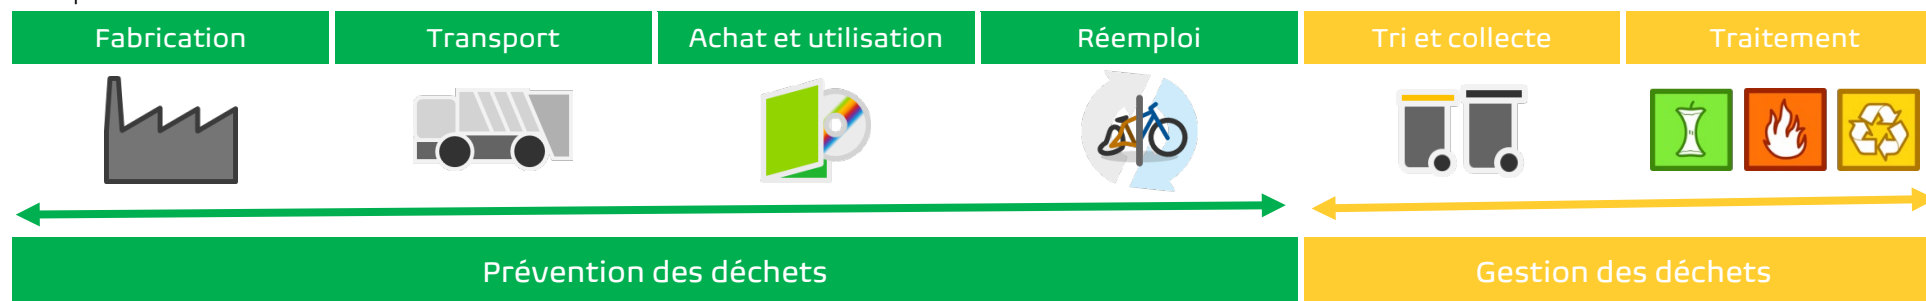 Fabrication
Transport
Achat et utilisation
Réemploi
Tri et collecte
Traitement
Prévention des déchets
Gestion des déchets